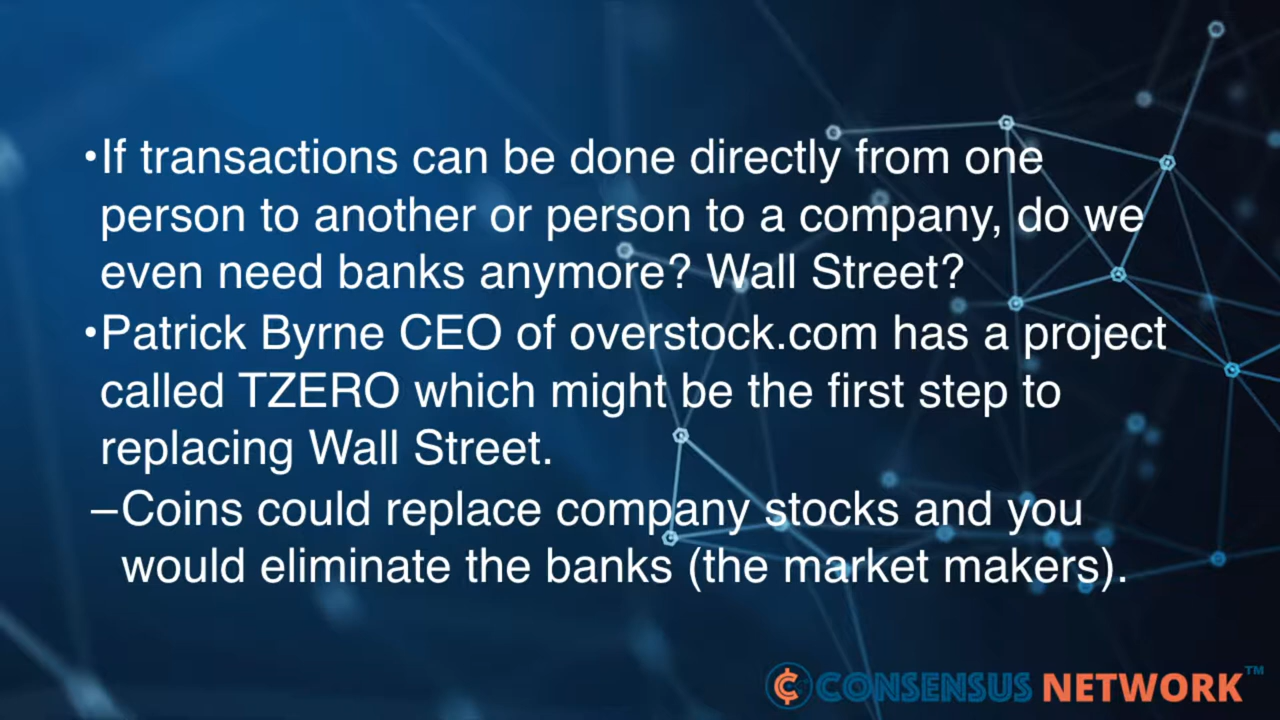 •If transactions can be done directly from one
person to another or person to a company, do we
even need banks anymore? Wall Street?
•Patrick Byrne CEO of overstock.com has a project
called TZERO which might be the first step to
replacing Wall Street.
–Coins could replace company stocks and you
would eliminate the banks (the market makers).
CONSENSUS NETWORK™